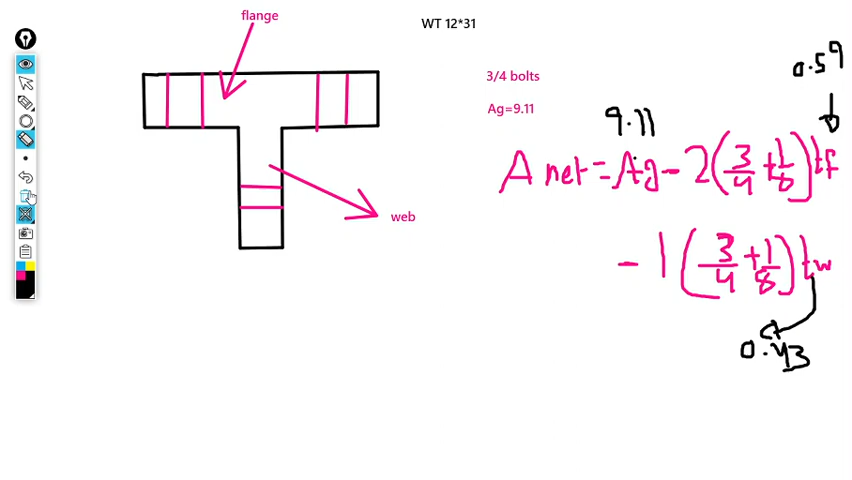 flange
WT 12*31
0.59
3/4 bolts
Ag=9.11
9.11
A net = Ag - 2(3/4 + 1/8)tf
web
- 1(3/4 + 1/8)tw
0.43